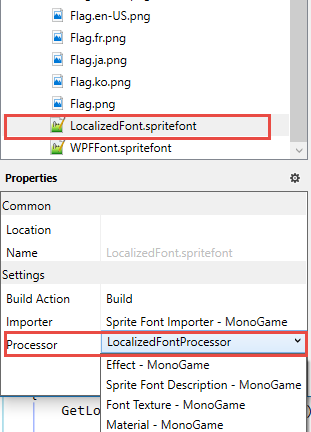 Flag.en-US.png
Flag.fr.png
Flag.ja.png
Flag.ko.png
Flag.png
LocalizedFont.spritefont
WPFFont.spritefont
Properties
Common
Location
Name LocalizedFont.spritefont
Settings
Build Action Build
Importer Sprite Font Importer - MonoGame
Processor LocalizedFontProcessor
Effect - MonoGame
Sprite Font Description - MonoGame
Font Texture - MonoGame
Material - MonoGame
{
GetLo